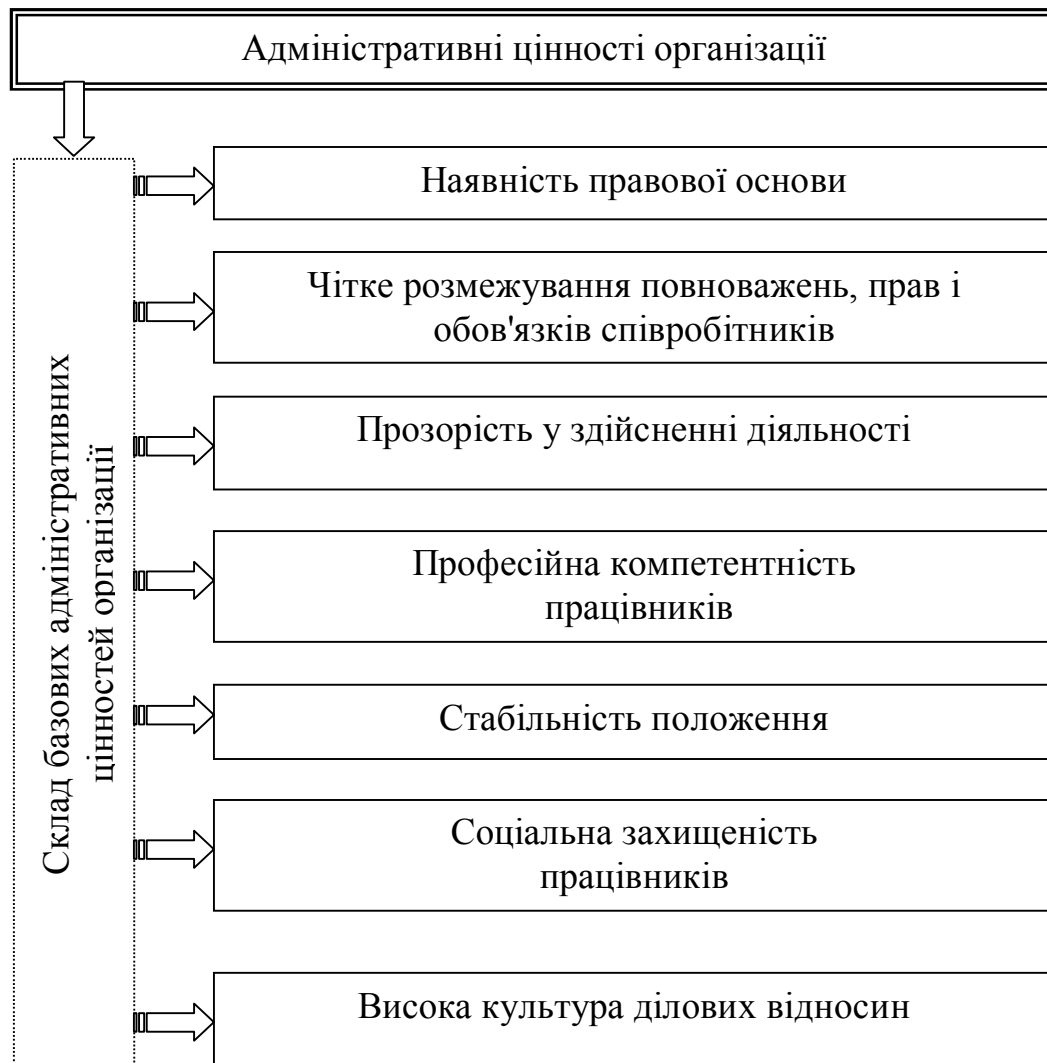 Адміністративні цінності організації
Склад базових адміністративних
цінностей організації
Наявність правової основи
Чітке розмежування повноважень, прав і
обов'язків співробітників
Прозорість у здійсненні діяльності
Професійна компетентність
працівників
Стабільність положення
Соціальна захищеність
працівників
Висока культура ділових відносин